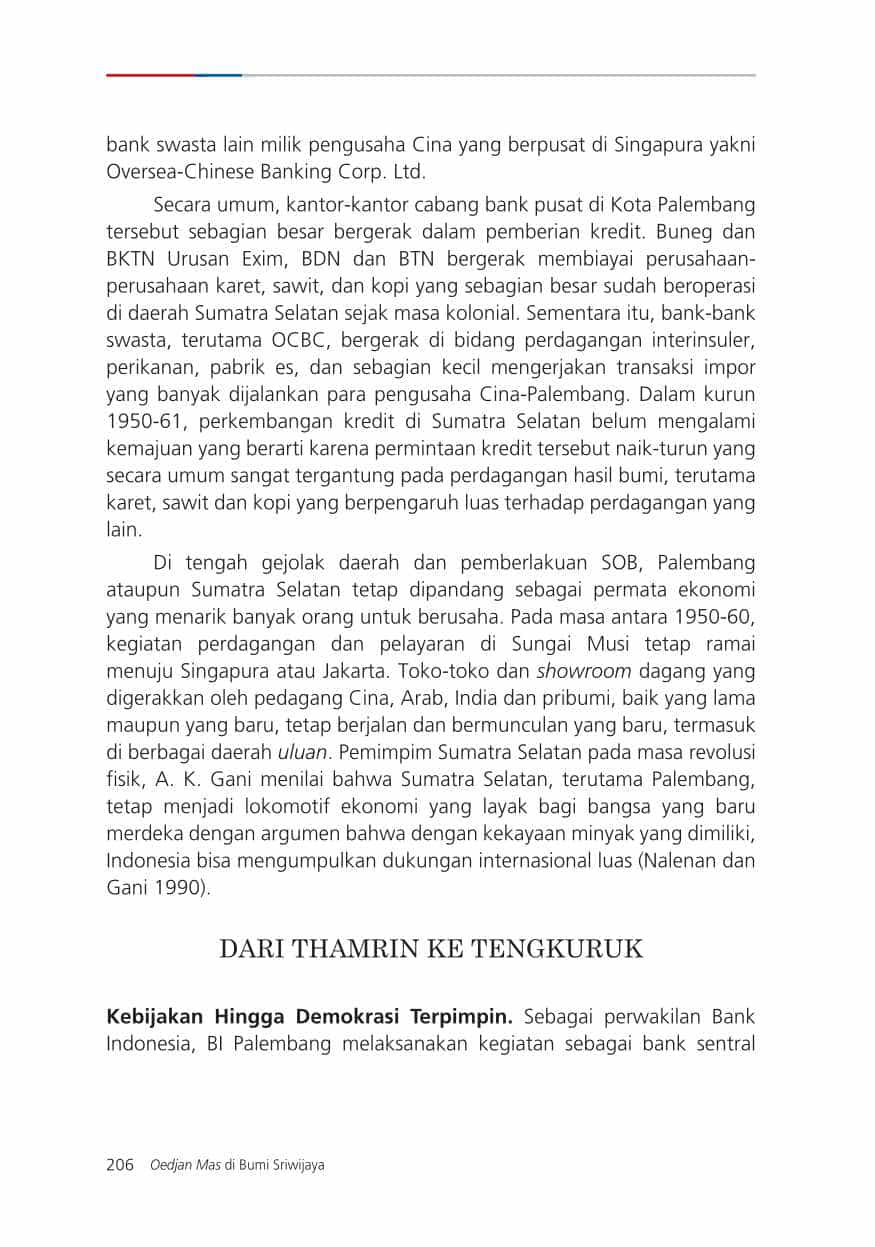 bank swasta lain milik pengusaha Cina yang berpusat di Singapura yakni
Oversea-Chinese Banking Corp. Ltd.
Secara umum, kantor-kantor cabang bank pusat di Kota Palembang
tersebut sebagian besar bergerak dalam pemberian kredit. Buneg dan
BKTN Urusan Exim, BDN dan BTN bergerak membiayai perusahaan-
perusahaan karet, sawit, dan kopi yang sebagian besar sudah beroperasi
di daerah Sumatra Selatan sejak masa kolonial. Sementara itu, bank-bank
swasta, terutama OCBC, bergerak di bidang perdagangan interinsuler,
perikanan, pabrik es, dan sebagian kecil mengerjakan transaksi impor
yang banyak dijalankan para pengusaha Cina-Palembang. Dalam kurun
1950-61, perkembangan kredit di Sumatra Selatan belum mengalami
kemajuan yang berarti karena permintaan kredit tersebut naik-turun yang
secara umum sangat tergantung pada perdagangan hasil bumi, terutama
karet, sawit dan kopi yang berpengaruh luas terhadap perdagangan yang
lain.
Di tengah gejolak daerah dan pemberlakuan SOB, Palembang
ataupun Sumatra Selatan tetap dipandang sebagai permata ekonomi
yang menarik banyak orang untuk berusaha. Pada masa antara 1950-60,
kegiatan perdagangan dan pelayaran di Sungai Musi tetap ramai
menuju Singapura atau Jakarta. Toko-toko dan showroom dagang yang
digerakkan oleh pedagang Cina, Arab, India dan pribumi, baik yang lama
maupun yang baru, tetap berjalan dan bermunculan yang baru, termasuk
di berbagai daerah uluan. Pemimpim Sumatra Selatan pada masa revolusi
fisik, A. K. Gani menilai bahwa Sumatra Selatan, terutama Palembang,
tetap menjadi lokomotif ekonomi yang layak bagi bangsa yang baru
merdeka dengan argumen bahwa dengan kekayaan minyak yang dimiliki,
Indonesia bisa mengumpulkan dukungan internasional luas (Nalenan dan
Gani 1990).
DARI THAMRIN KE TENGKURUK
Kebijakan Hingga Demokrasi Terpimpin. Sebagai perwakilan Bank
Indonesia, BI Palembang melaksanakan kegiatan sebagai bank sentral
206 Oedjan Mas di Bumi Sriwijaya